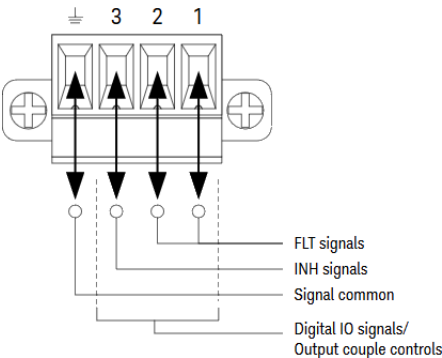 3 2 1
FLT signals
INH signals
Signal common
Digital IO signals/
Output couple controls